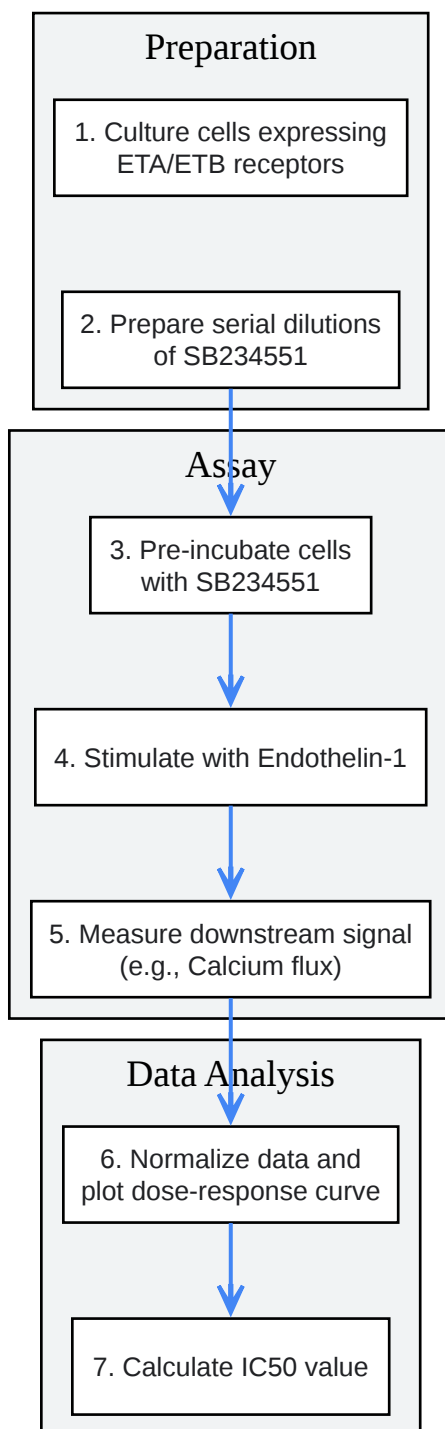 Preparation
1. Culture cells expressing
ETA/ETB receptors
2. Prepare serial dilutions
of SB234551
Assay
3. Pre-incubate cells
with SB234551
4. Stimulate with Endothelin-1
5. Measure downstream signal
(e.g., Calcium flux)
Data Analysis
6. Normalize data and
plot dose-response curve
7. Calculate IC50 value